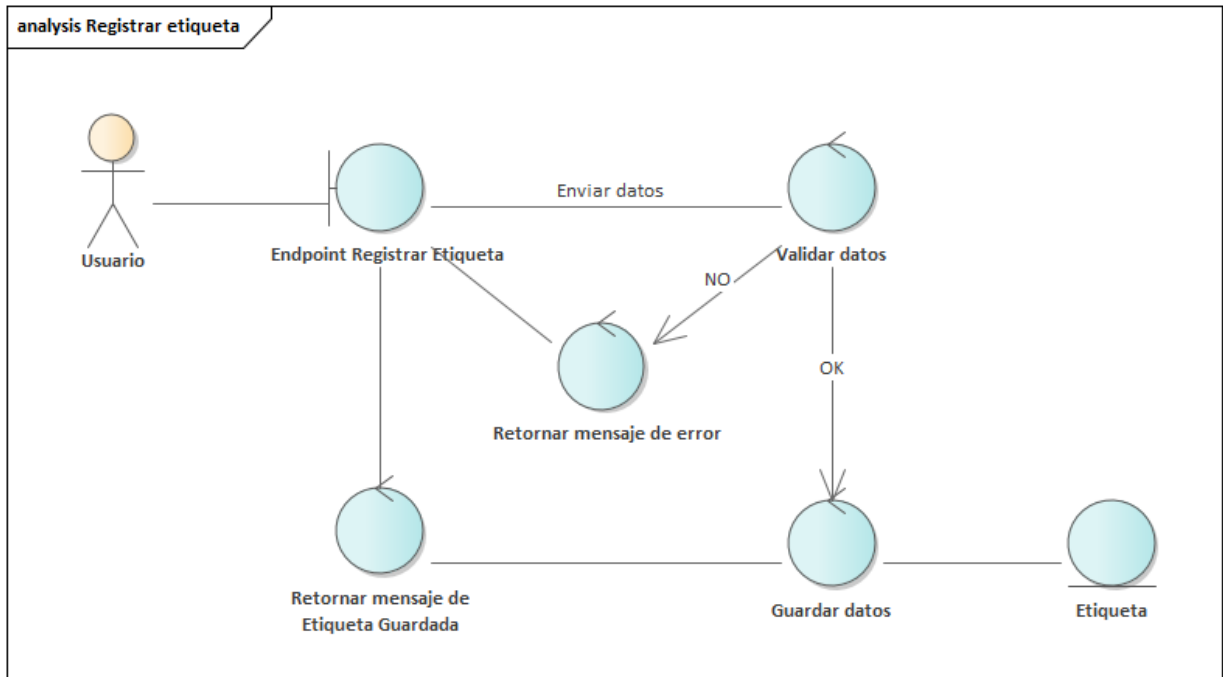 analysis Registrar etiqueta
Enviar datos
Usuario
Endpoint Registrar Etiqueta
Validar datos
NO
OK
Retornar mensaje de error
Retornar mensaje de
Etiqueta Guardada
Guardar datos
Etiqueta